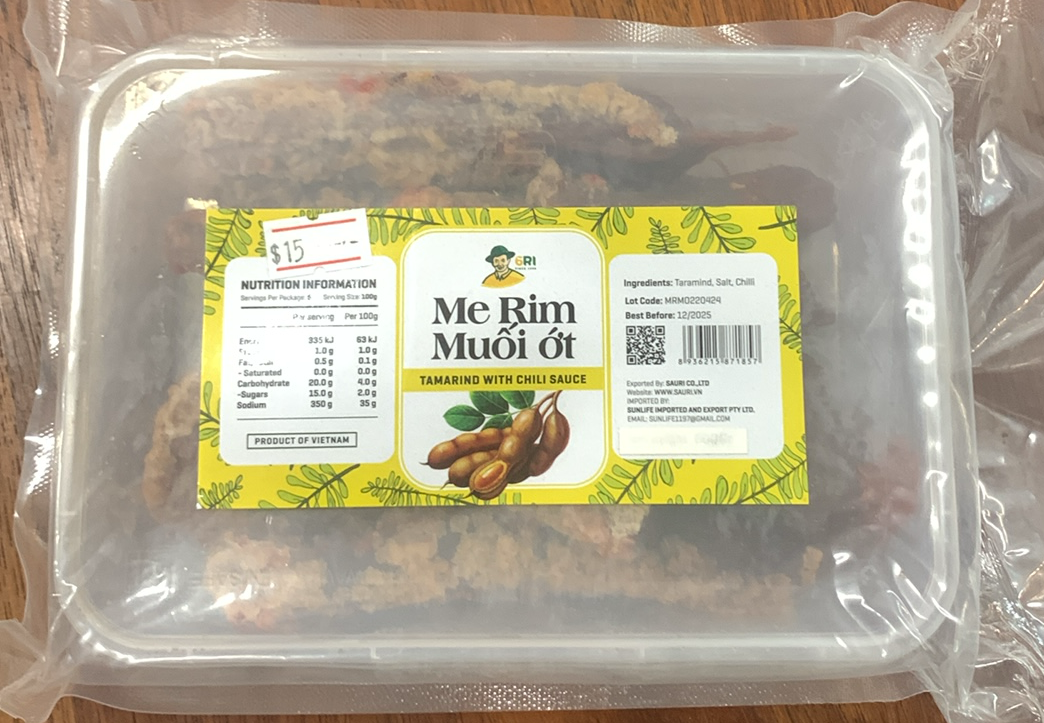 $15
NUTRITION INFORMATION
Servings Per Package: 5 Serving Size: 100g
Per serving Per 100g
335 kJ 63 kJ
1.0 g 1.0 g
0.5 g 0.1 g
- Saturated 0.0 g 0.0 g
Carbohydrate 20.0 g 4.0 g
-Sugars 15.0 g 2.0 g
Sodium 350 g 35 g
PRODUCT OF VIETNAM
6RI
Me Rim
Muối ớt
TAMARIND WITH CHILI SAUCE
Ingredients: Taramind, Salt, Chilli
Lot Code: MRM0220424
Best Before: 12/2025
8 936215 871857
Exported By: SAURI CO.,LTD
Website: WWW.SAURI.VN
IMPORTED BY:
SUNLIFE IMPORTED AND EXPORT PTY LTD.
EMAIL: SUNLIFE1197@GMAIL.COM